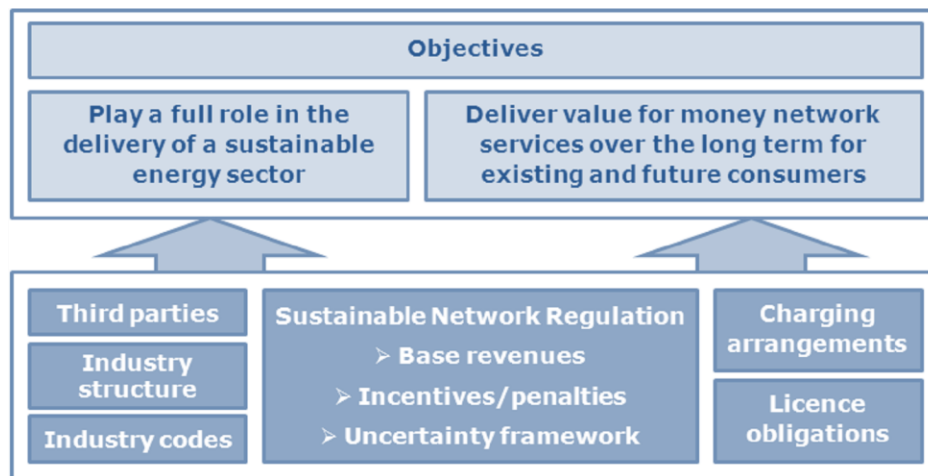 Objectives
Play a full role in the
delivery of a sustainable
energy sector
Deliver value for money network
services over the long term for
existing and future consumers
Third parties
Industry
structure
Industry codes
Sustainable Network Regulation
➢ Base revenues
➢ Incentives/penalties
➢ Uncertainty framework
Charging
arrangements
Licence
obligations